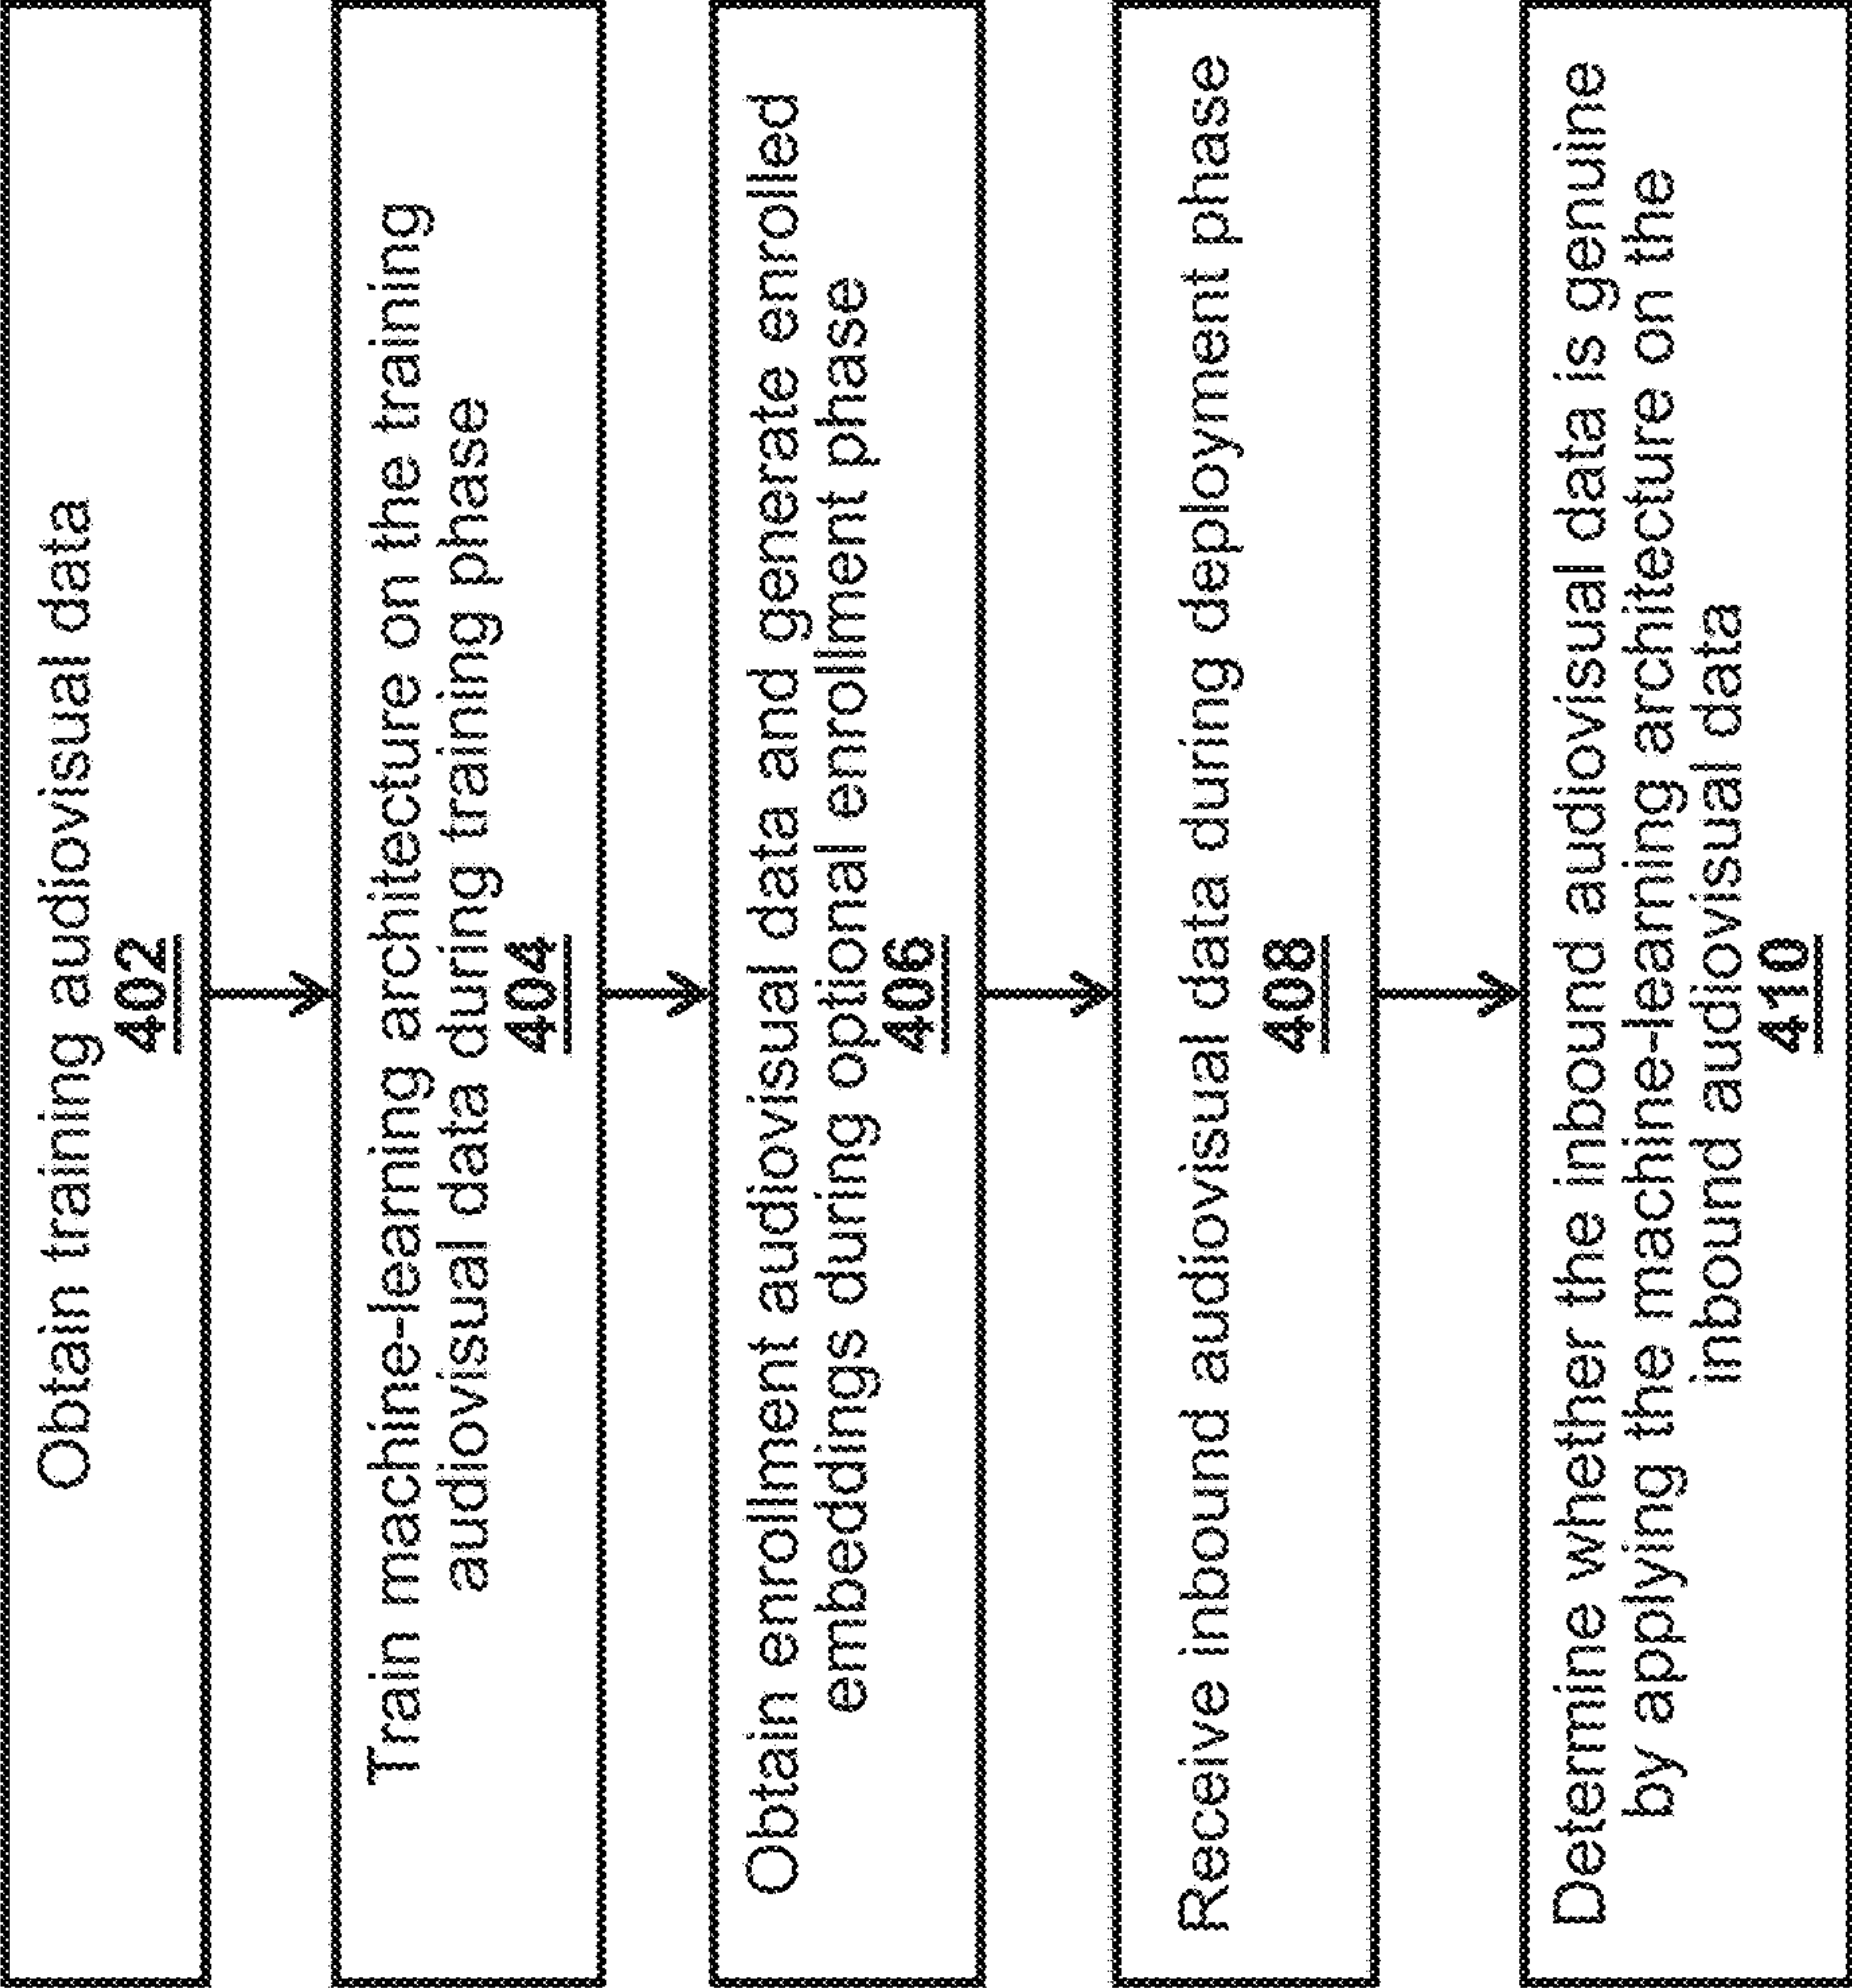 Obtain training audiovisual data
402
Train machine-learning architecture on the training
audiovisual data during training phase
404
Obtain enrollment audiovisual data and generate enrolled
embeddings during optional enrollment phase
406
Receive inbound audiovisual data during deployment phase
408
Determine whether the inbound audiovisual data is genuine
by applying the machine-learning architecture on the
inbound audiovisual data
410